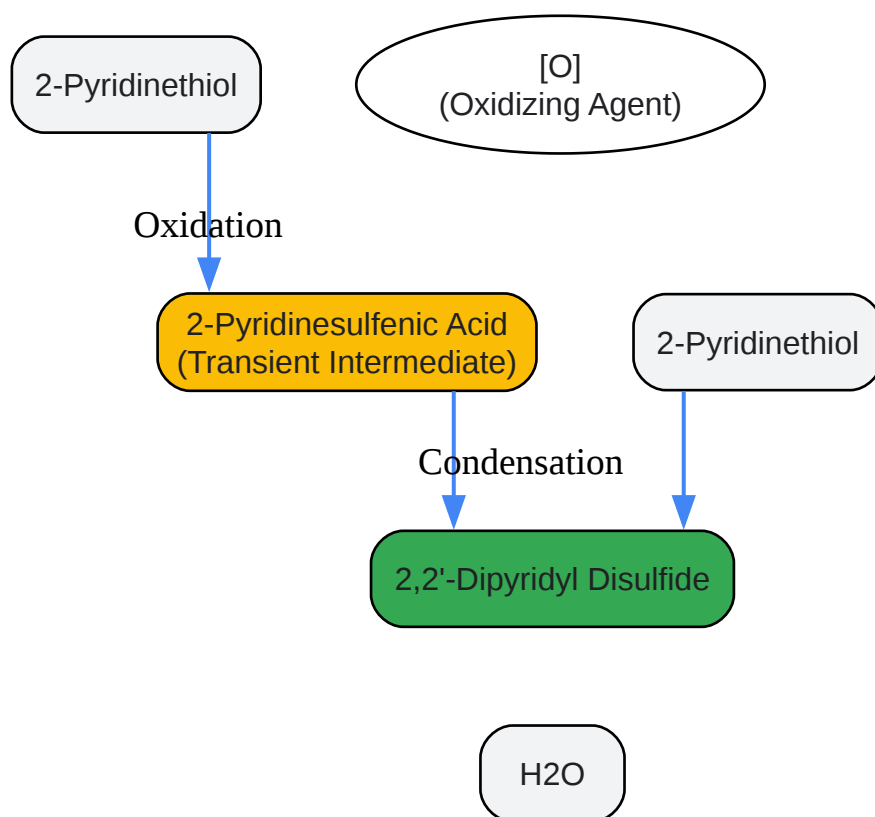 2-Pyridinethiol
[O]
(Oxidizing Agent)
Oxidation
2-Pyridinesulfenic Acid
(Transient Intermediate)
2-Pyridinethiol
Condensation
2,2'-Dipyridyl Disulfide
H2O